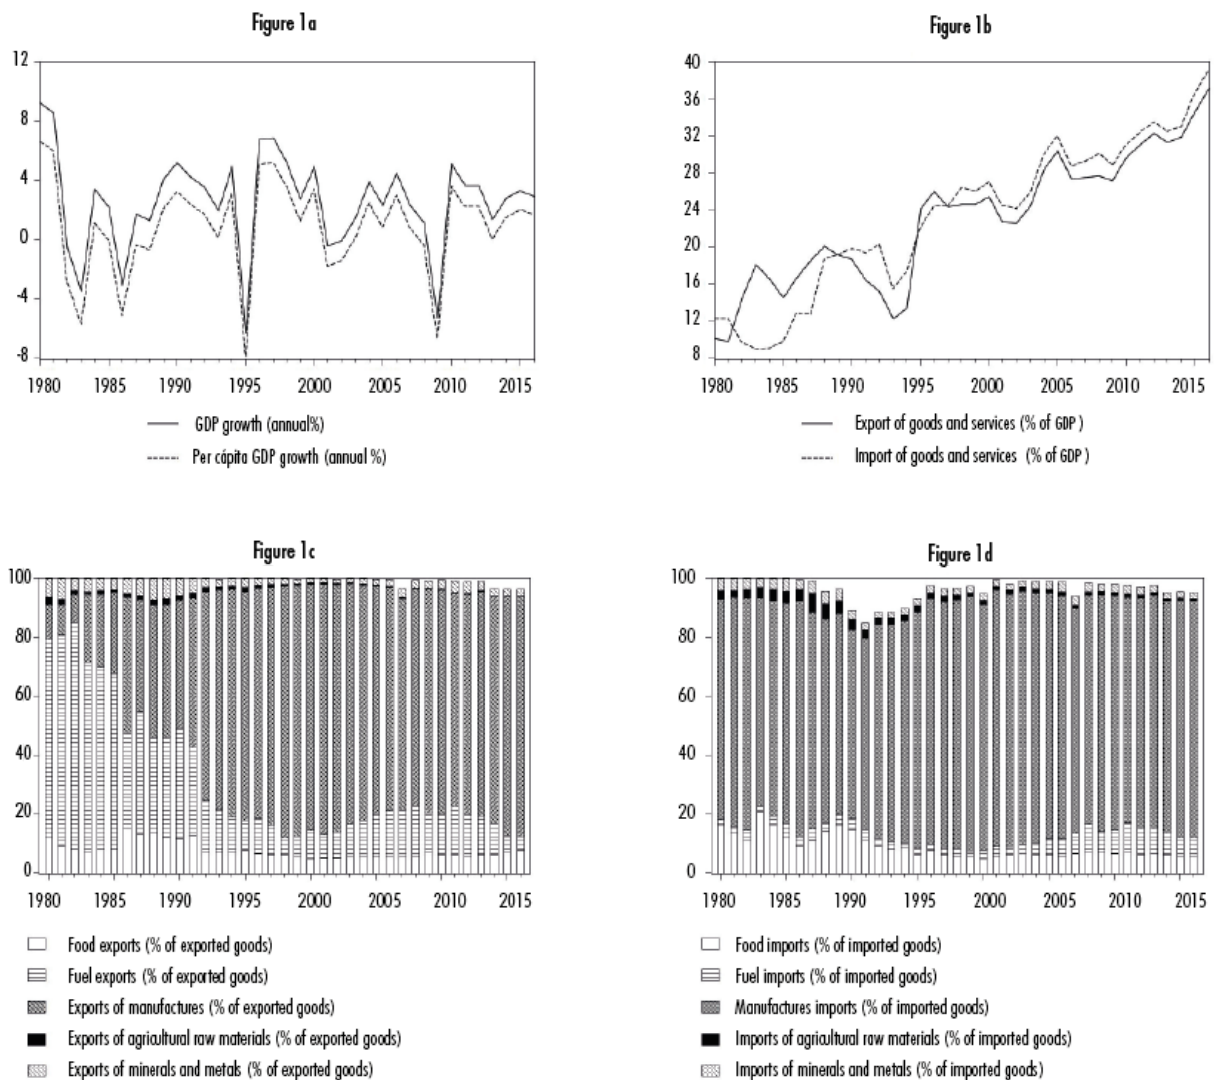 Figure 1a
12
8
4
0
-4
-8
1980 1985 1990 1995 2000 2005 2010 2015
GDP growth (annual%)
Per cápita GDP growth (annual %)
Figure 1b
40
36
32
28
24
20
16
12
8
1980 1985 1990 1995 2000 2005 2010 2015
Export of goods and services (% of GDP )
Import of goods and services (% of GDP )
Figure 1c
100
80
60
40
20
0
1980 1985 1990 1995 2000 2005 2010 2015
Food exports (% of exported goods)
Fuel exports (% of exported goods)
Exports of manufactures (% of exported goods)
Exports of agricultural raw materials (% of exported goods)
Exports of minerals and metals (% of exported goods)
Figure 1d
100
80
60
40
20
0
1980 1985 1990 1995 2000 2005 2010 2015
Food imports (% of imported goods)
Fuel imports (% of imported goods)
Manufactures imports (% of imported goods)
Imports of agricultural raw materials (% of imported goods)
Imports of minerals and metals (% of imported goods)